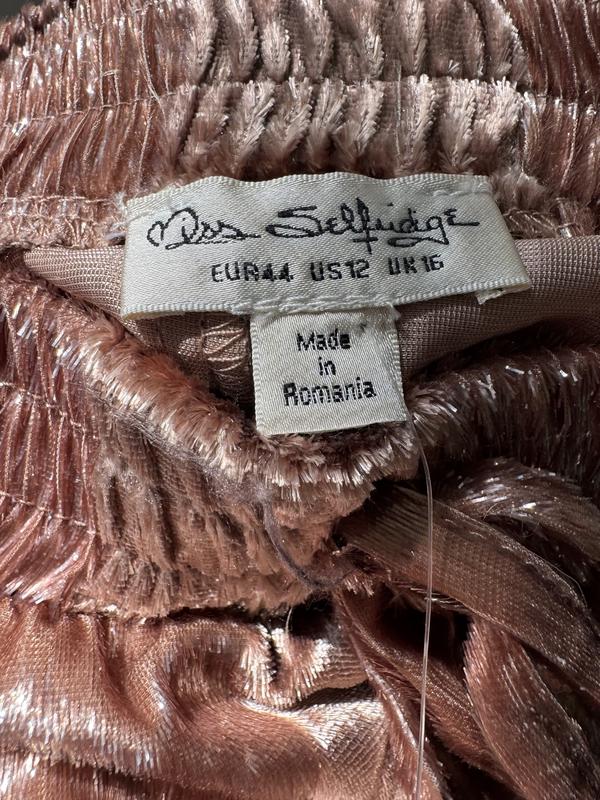 Miss Selfridge
EUR44 US12 UK16
Made
in
Romania